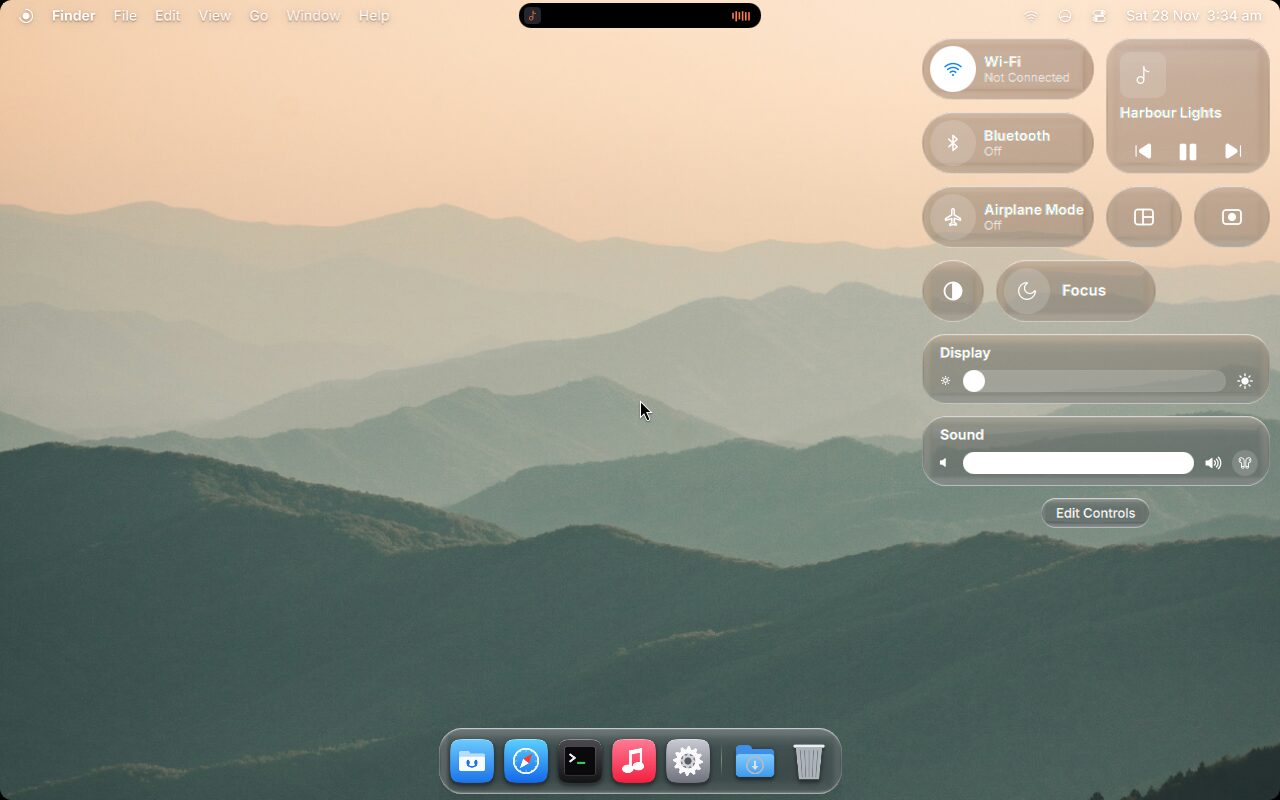 Finder File Edit View Go Window Help
Sat 28 Nov 3:34 am
Wi-Fi
Not Connected
Harbour Lights
Bluetooth
Off
Airplane Mode
Off
Focus
Display
Sound
Edit Controls